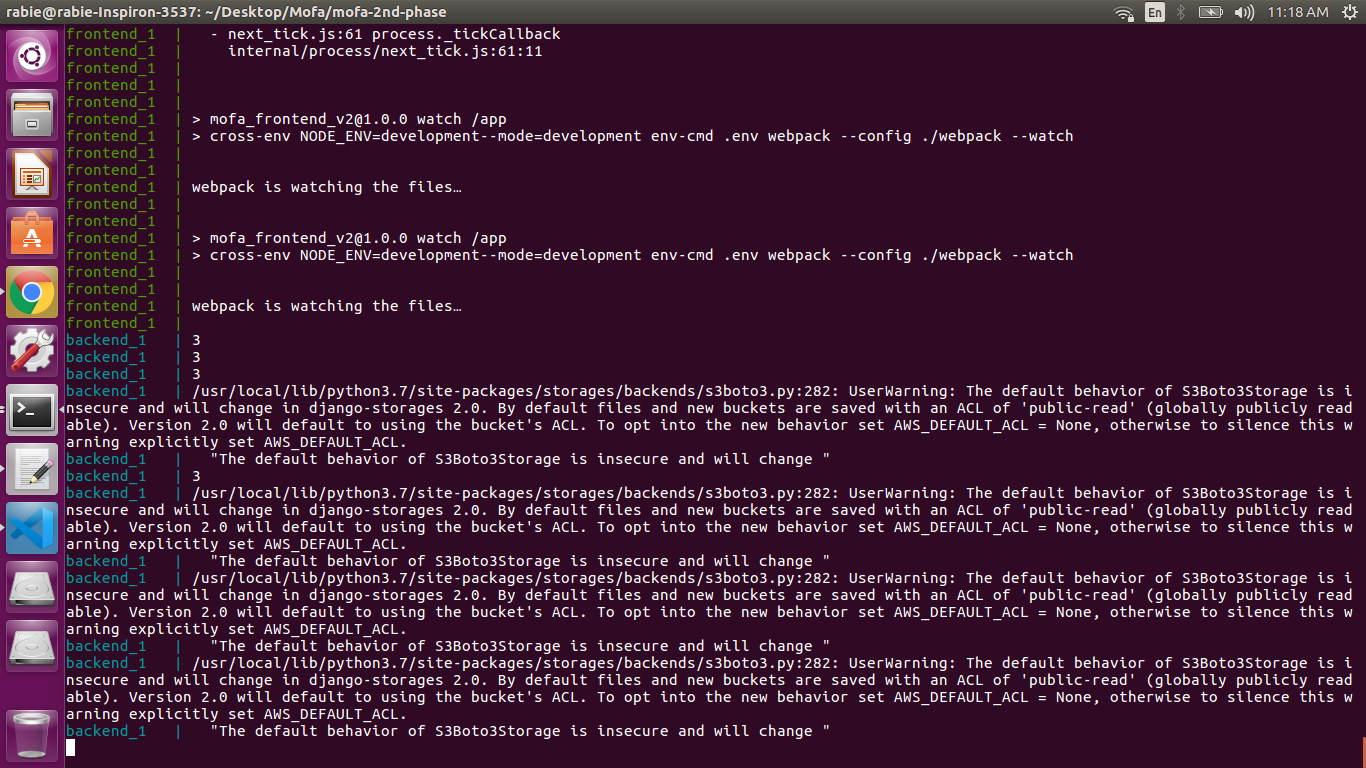 rabie@rabie-Inspiron-3537: ~/Desktop/Mofa/mofa-2nd-phase
En
11:18 AM
frontend_1  |   - next_tick.js:61 process._tickCallback
frontend_1  |     internal/process/next_tick.js:61:11
frontend_1  |
frontend_1  |
frontend_1  |
frontend_1  | > mofa_frontend_v2@1.0.0 watch /app
frontend_1  | > cross-env NODE_ENV=development--mode=development env-cmd .env webpack --config ./webpack --watch
frontend_1  |
frontend_1  |
frontend_1  | webpack is watching the files…
frontend_1  |
frontend_1  |
frontend_1  | > mofa_frontend_v2@1.0.0 watch /app
frontend_1  | > cross-env NODE_ENV=development--mode=development env-cmd .env webpack --config ./webpack --watch
frontend_1  |
frontend_1  |
frontend_1  | webpack is watching the files…
frontend_1  |
backend_1   | 3
backend_1   | 3
backend_1   | 3
backend_1   | /usr/local/lib/python3.7/site-packages/storages/backends/s3boto3.py:282: UserWarning: The default behavior of S3Boto3Storage is i
nsecure and will change in django-storages 2.0. By default files and new buckets are saved with an ACL of 'public-read' (globally publicly read
able). Version 2.0 will default to using the bucket's ACL. To opt into the new behavior set AWS_DEFAULT_ACL = None, otherwise to silence this w
arning explicitly set AWS_DEFAULT_ACL.
backend_1   |   "The default behavior of S3Boto3Storage is insecure and will change "
backend_1   | 3
backend_1   | /usr/local/lib/python3.7/site-packages/storages/backends/s3boto3.py:282: UserWarning: The default behavior of S3Boto3Storage is i
nsecure and will change in django-storages 2.0. By default files and new buckets are saved with an ACL of 'public-read' (globally publicly read
able). Version 2.0 will default to using the bucket's ACL. To opt into the new behavior set AWS_DEFAULT_ACL = None, otherwise to silence this w
arning explicitly set AWS_DEFAULT_ACL.
backend_1   |   "The default behavior of S3Boto3Storage is insecure and will change "
backend_1   | /usr/local/lib/python3.7/site-packages/storages/backends/s3boto3.py:282: UserWarning: The default behavior of S3Boto3Storage is i
nsecure and will change in django-storages 2.0. By default files and new buckets are saved with an ACL of 'public-read' (globally publicly read
able). Version 2.0 will default to using the bucket's ACL. To opt into the new behavior set AWS_DEFAULT_ACL = None, otherwise to silence this w
arning explicitly set AWS_DEFAULT_ACL.
backend_1   |   "The default behavior of S3Boto3Storage is insecure and will change "
backend_1   | /usr/local/lib/python3.7/site-packages/storages/backends/s3boto3.py:282: UserWarning: The default behavior of S3Boto3Storage is i
nsecure and will change in django-storages 2.0. By default files and new buckets are saved with an ACL of 'public-read' (globally publicly read
able). Version 2.0 will default to using the bucket's ACL. To opt into the new behavior set AWS_DEFAULT_ACL = None, otherwise to silence this w
arning explicitly set AWS_DEFAULT_ACL.
backend_1   |   "The default behavior of S3Boto3Storage is insecure and will change "